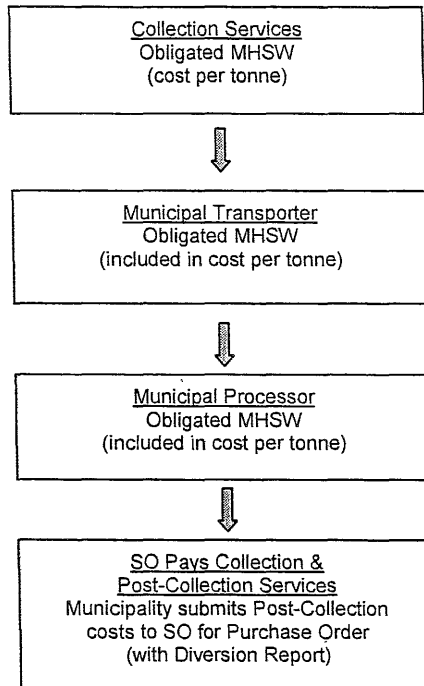 Collection Services
Obligated MHSW
(cost per tonne)
Municipal Transporter
Obligated MHSW
(included in cost per tonne)
Municipal Processor
Obligated MHSW
(included in cost per tonne)
SO Pays Collection &
Post-Collection Services
Municipality submits Post-Collection
costs to SO for Purchase Order
(with Diversion Report)